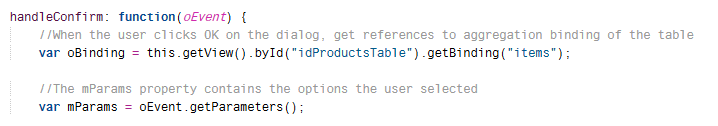 handleConfirm: function(oEvent) {
    //When the user clicks OK on the dialog, get references to aggregation binding of the table
    var oBinding = this.getView().byId("idProductsTable").getBinding("items");

    //The mParams property contains the options the user selected
    var mParams = oEvent.getParameters();